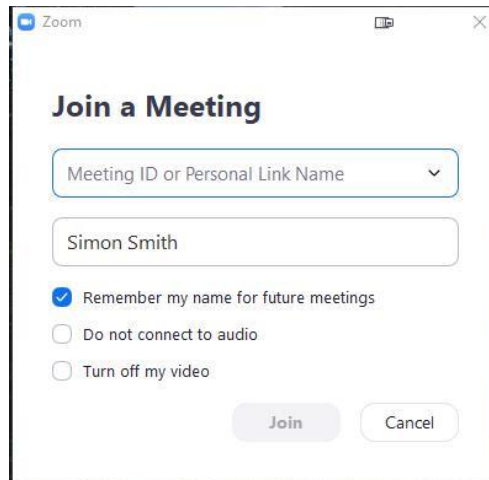 Zoom
Join a Meeting
Meeting ID or Personal Link Name
Simon Smith
Remember my name for future meetings
Do not connect to audio
Turn off my video
Join Cancel